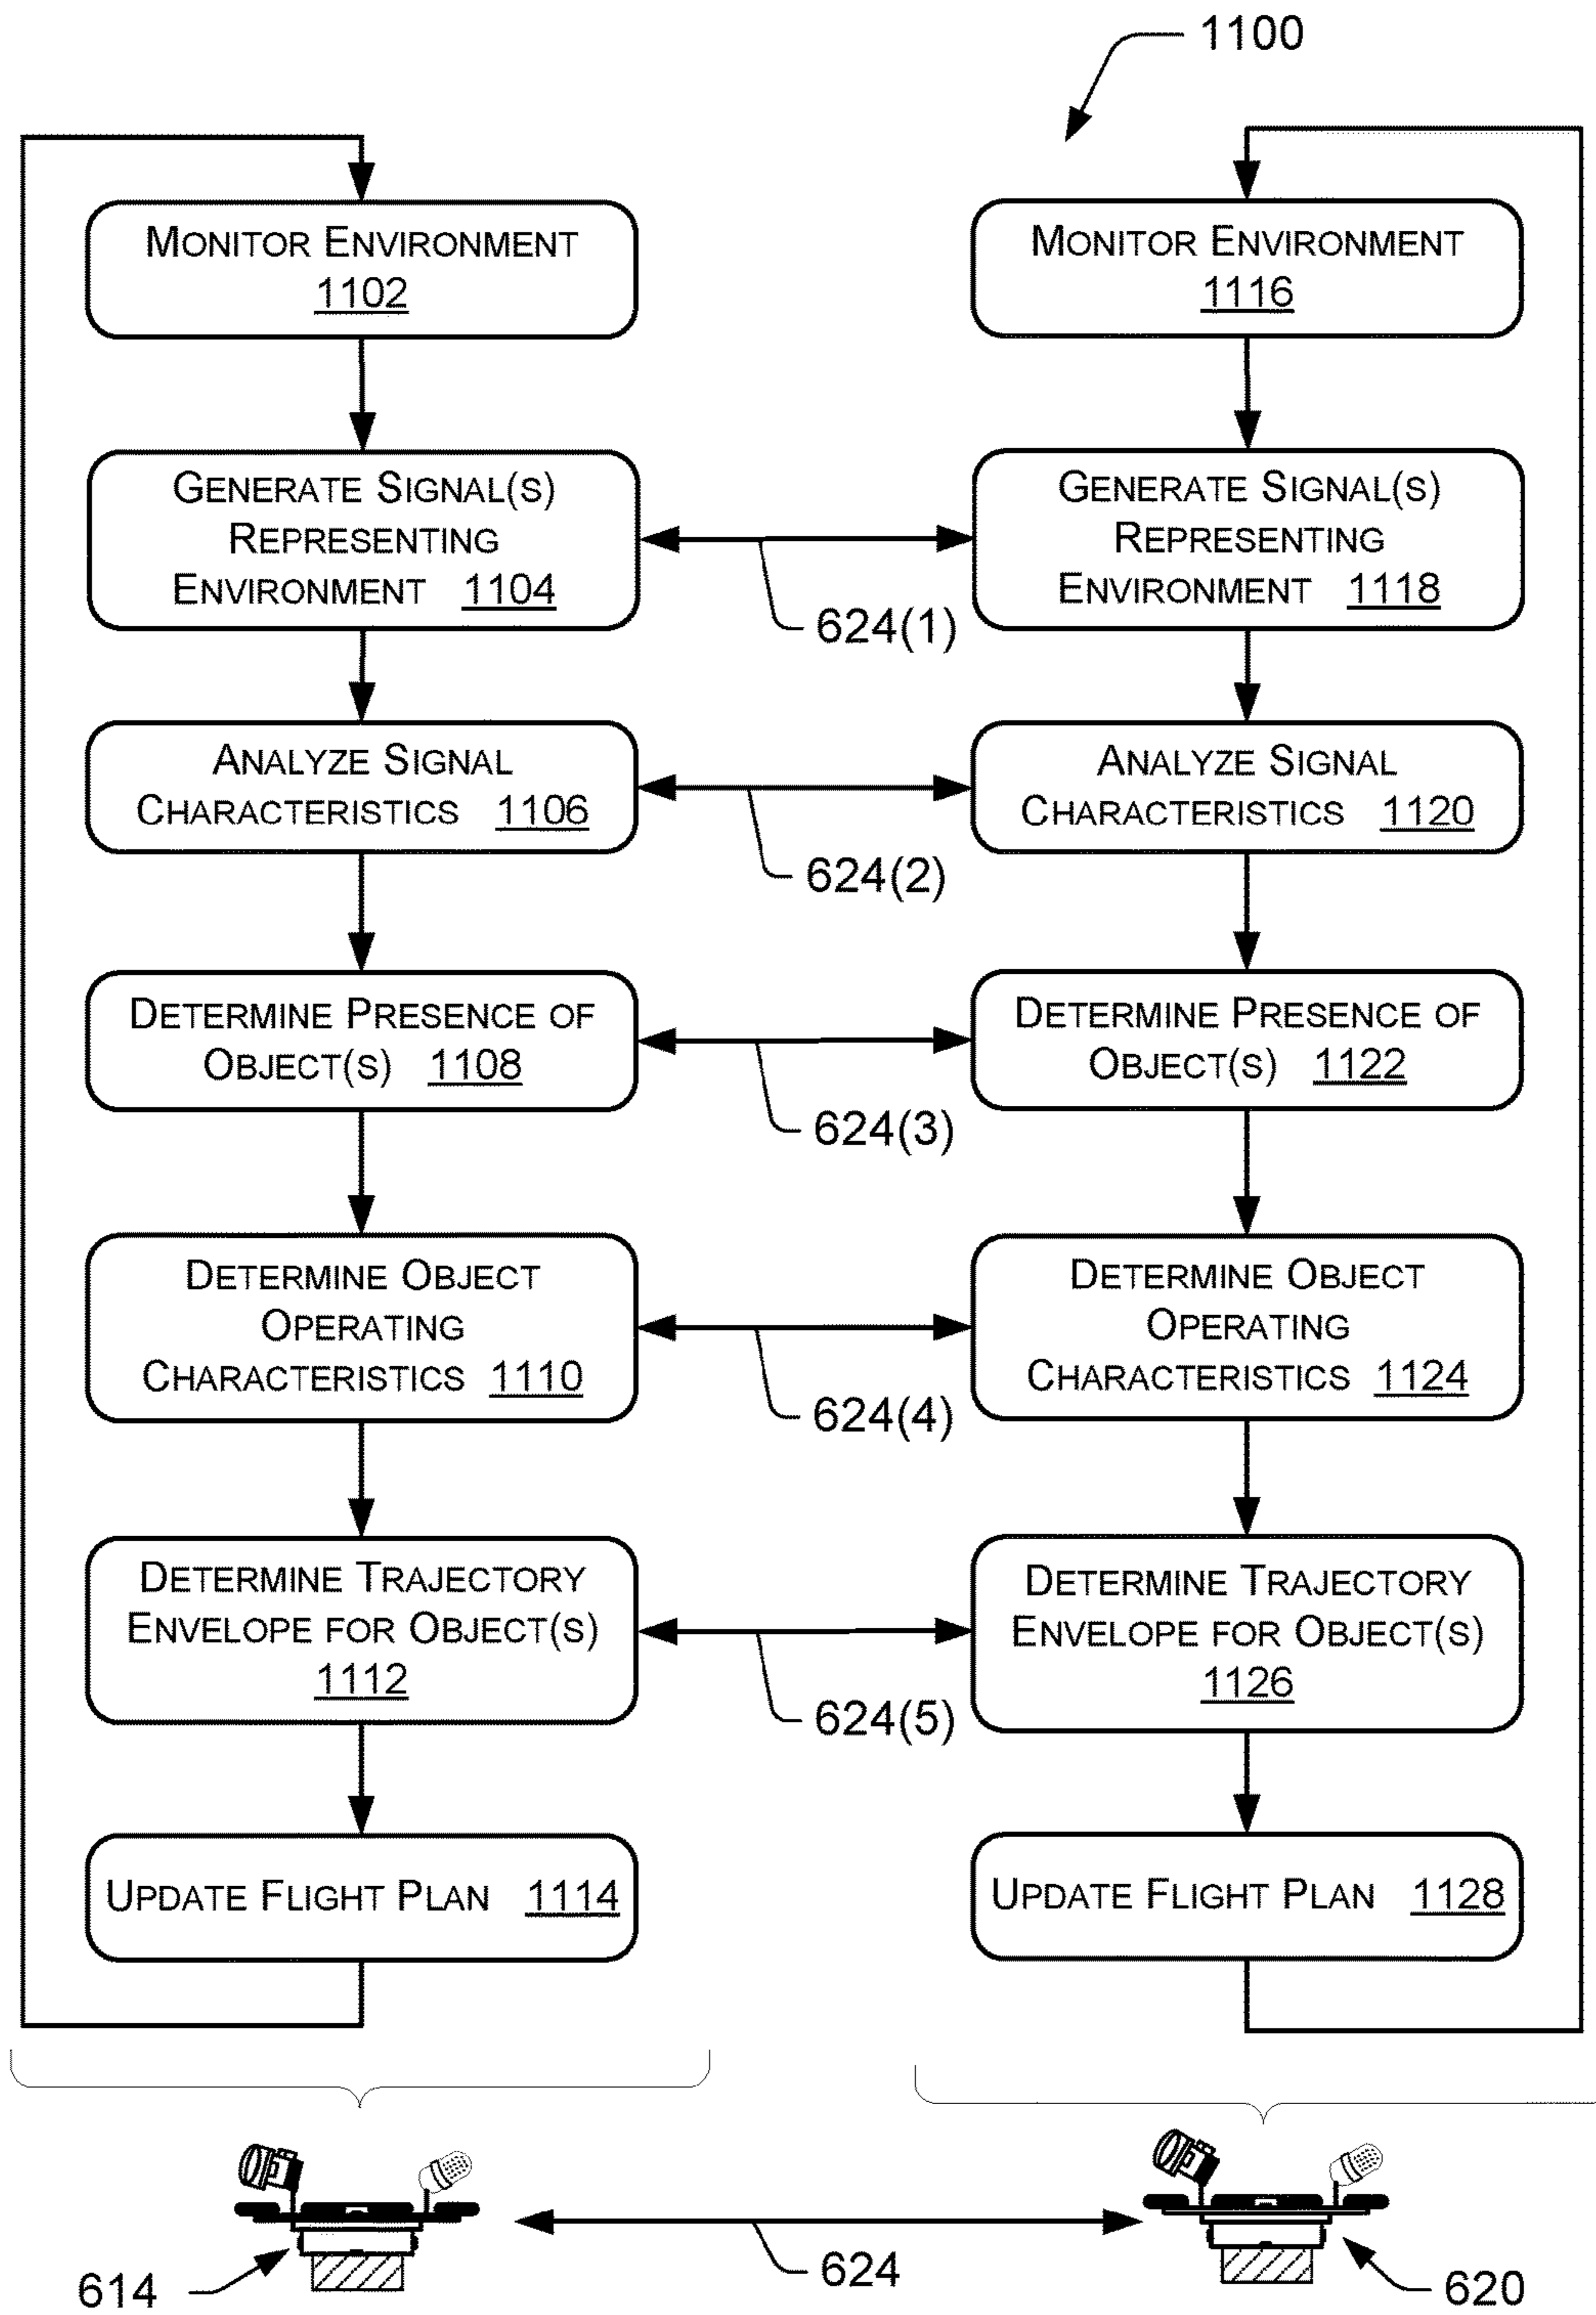 1100
MONITOR ENVIRONMENT
1102
MONITOR ENVIRONMENT
1116
GENERATE SIGNAL(S)
REPRESENTING
ENVIRONMENT 1104
GENERATE SIGNAL(S)
REPRESENTING
ENVIRONMENT 1118
624(1)
ANALYZE SIGNAL
CHARACTERISTICS 1106
ANALYZE SIGNAL
CHARACTERISTICS 1120
624(2)
DETERMINE PRESENCE OF
OBJECT(S) 1108
DETERMINE PRESENCE OF
OBJECT(S) 1122
624(3)
DETERMINE OBJECT
OPERATING
CHARACTERISTICS 1110
DETERMINE OBJECT
OPERATING
CHARACTERISTICS 1124
624(4)
DETERMINE TRAJECTORY
ENVELOPE FOR OBJECT(S)
1112
DETERMINE TRAJECTORY
ENVELOPE FOR OBJECT(S)
1126
624(5)
UPDATE FLIGHT PLAN 1114
UPDATE FLIGHT PLAN 1128
614
624
620